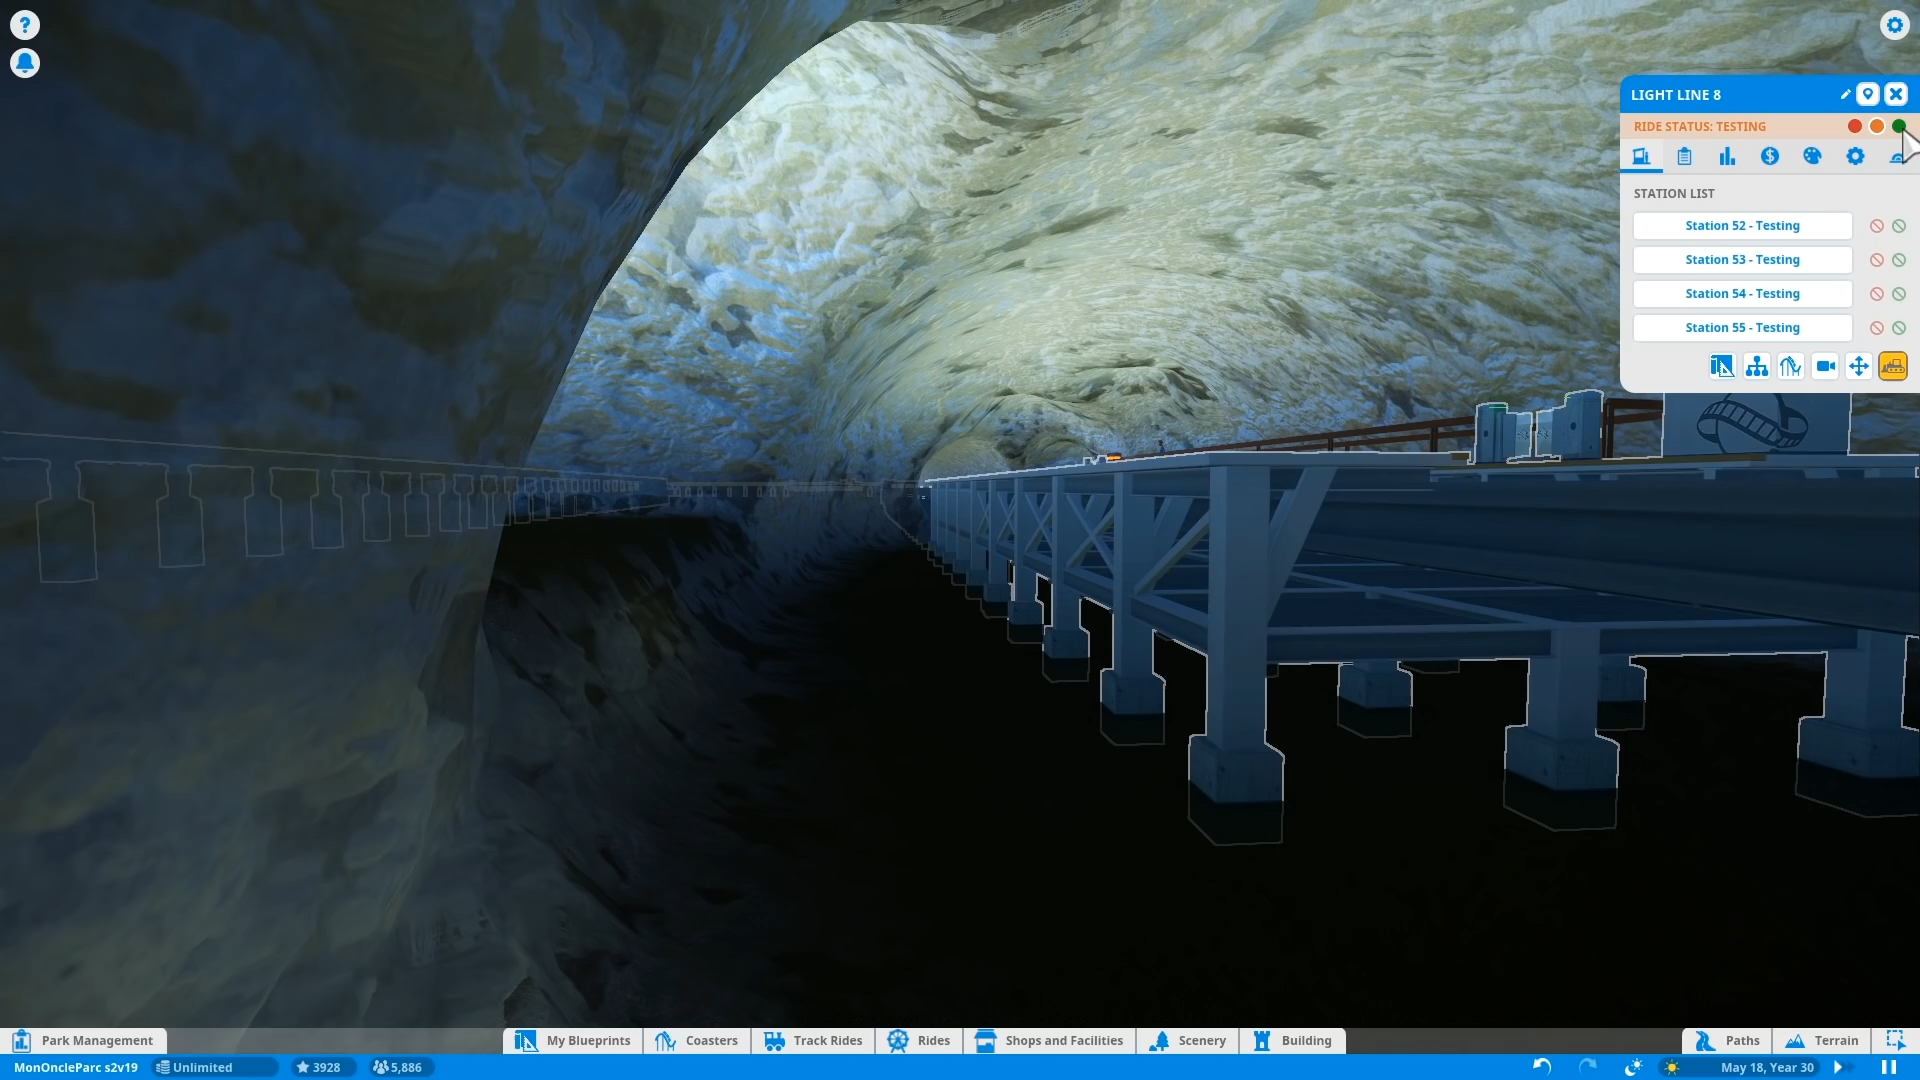 LIGHT LINE 8
RIDE STATUS: TESTING
STATION LIST
Station 52 - Testing
Station 53 - Testing
Station 54 - Testing
Station 55 - Testing
Park Management
My Blueprints
Coasters
Track Rides
Rides
Shops and Facilities
Scenery
Building
Paths
Terrain
MonOncleParc s2v19
Unlimited
3928
5,886
May 18, Year 30